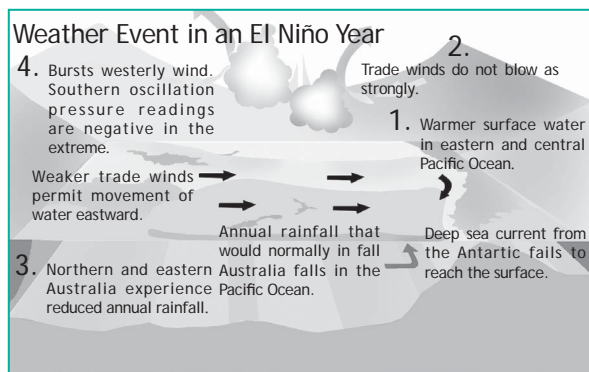 Weather Event in an El Niño Year
4. Bursts westerly wind.
Southern oscillation
pressure readings
are negative in the
extreme.
2.
Trade winds do not blow as
strongly.
1. Warmer surface water
in eastern and central
Pacific Ocean.
Weaker trade winds
permit movement of
water eastward.
Annual rainfall that
would normally in fall
Australia falls in the
Pacific Ocean.
Deep sea current from
the Antartic fails to
reach the surface.
3. Northern and eastern
Australia experience
reduced annual rainfall.